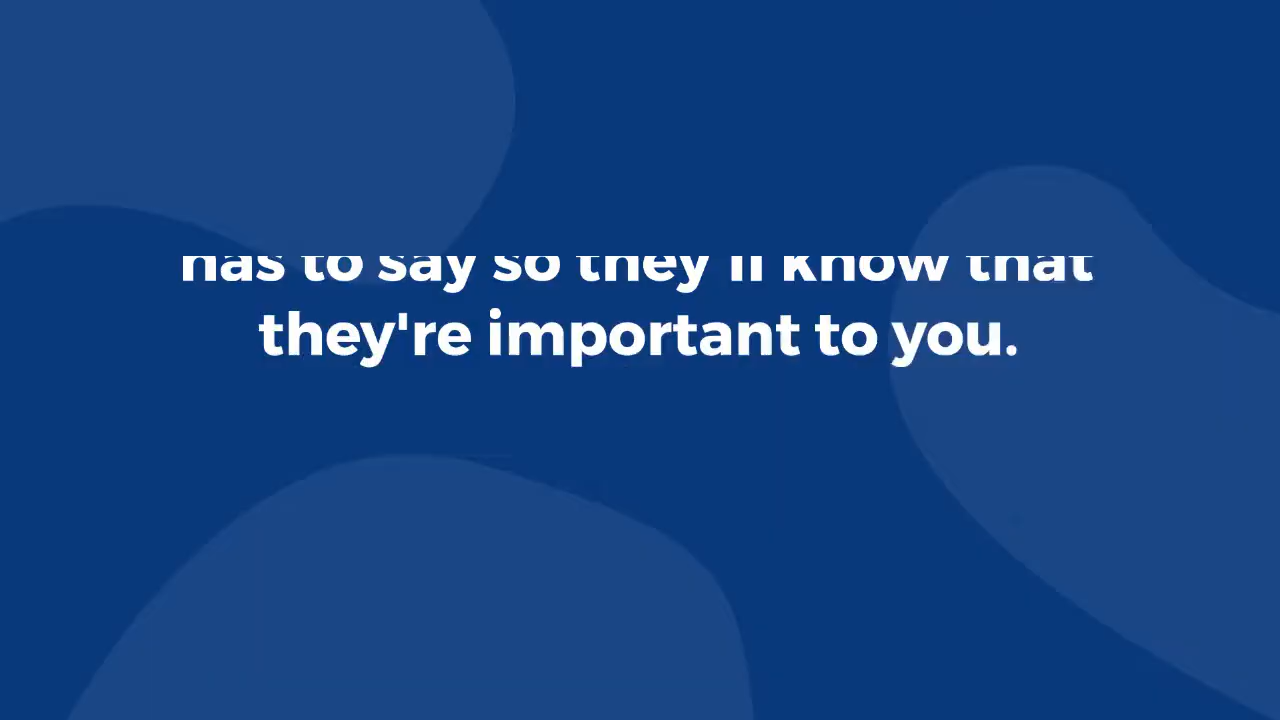 has to say so they'll know that
they're important to you.